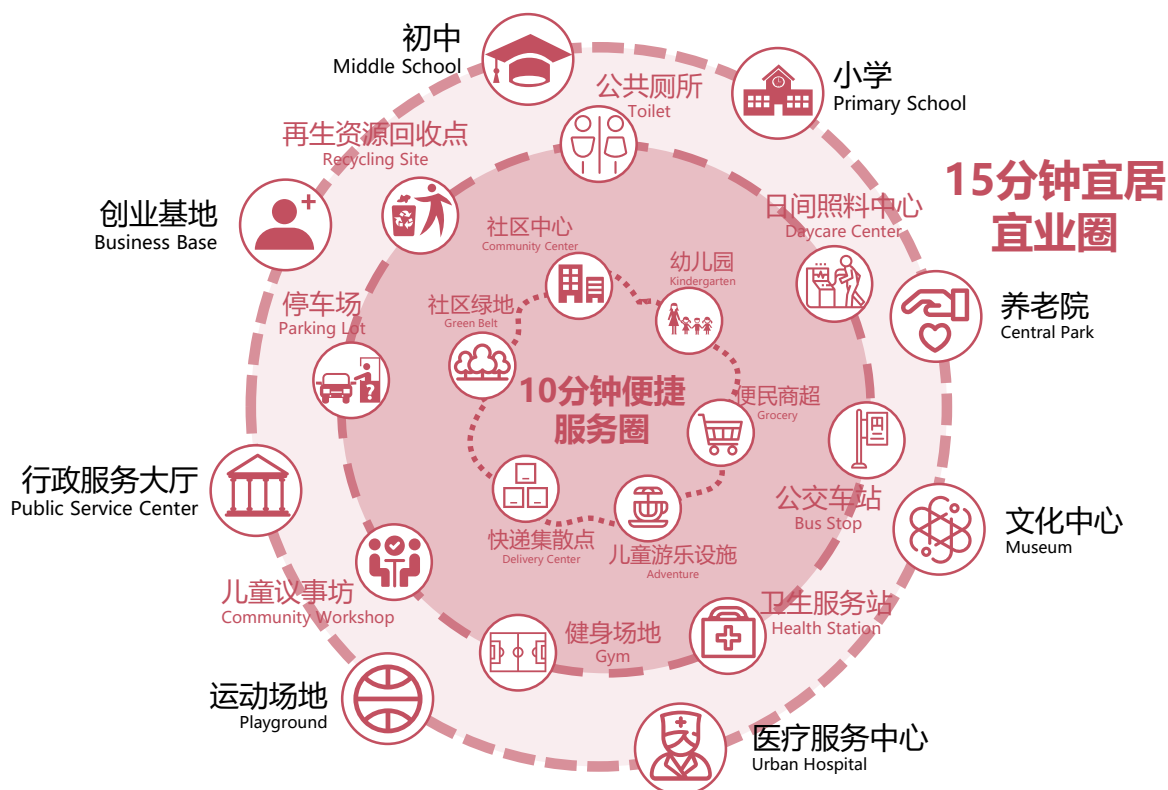 初中
Middle School
小学
Primary School
公共厕所
Toilet
再生资源回收点
Recycling Site
15分钟宜居
宜业圈
创业基地
Business Base
日间照料中心
Daycare Center
社区中心
Community Center
幼儿园
Kindergarten
停车场
Parking Lot
社区绿地
Green Belt
养老院
Central Park
10分钟便捷
服务圈
便民商超
Grocery
行政服务大厅
Public Service Center
公交车站
Bus Stop
文化中心
Museum
快递集散点
Delivery Center
儿童游乐设施
Adventure
儿童议事坊
Community Workshop
卫生服务站
Health Station
健身场地
Gym
运动场地
Playground
医疗服务中心
Urban Hospital